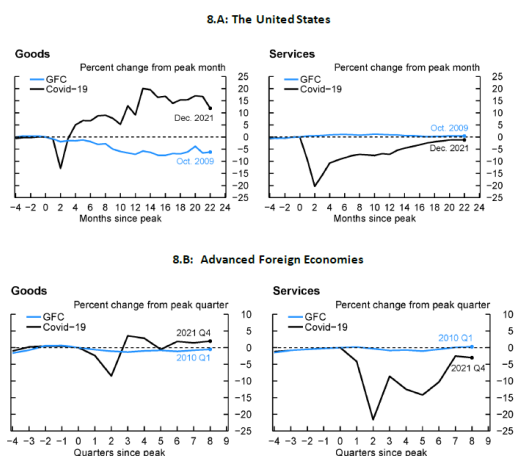 8.A: The United States
Goods
Percent change from peak month
GFC
Covid-19
25
20
15
10
5
0
−5
−10
−15
−20
−25
Dec. 2021
Oct. 2009
−4 −2 0 2 4 6 8 10 12 14 16 18 20 22 24
Months since peak
Services
Percent change from peak month
GFC
Covid-19
25
20
15
10
5
0
−5
−10
−15
−20
−25
Oct. 2009
Dec. 2021
−4 −2 0 2 4 6 8 10 12 14 16 18 20 22 24
Months since peak
8.B: Advanced Foreign Economies
Goods
Percent change from peak quarter
GFC
Covid-19
10
5
0
−5
−10
−15
−20
−25
2021 Q4
2010 Q1
−4 −3 −2 −1 0 1 2 3 4 5 6 7 8 9
Quarters since peak
Services
Percent change from peak quarter
GFC
Covid-19
10
5
0
−5
−10
−15
−20
−25
2010 Q1
2021 Q4
−4 −3 −2 −1 0 1 2 3 4 5 6 7 8 9
Quarters since peak